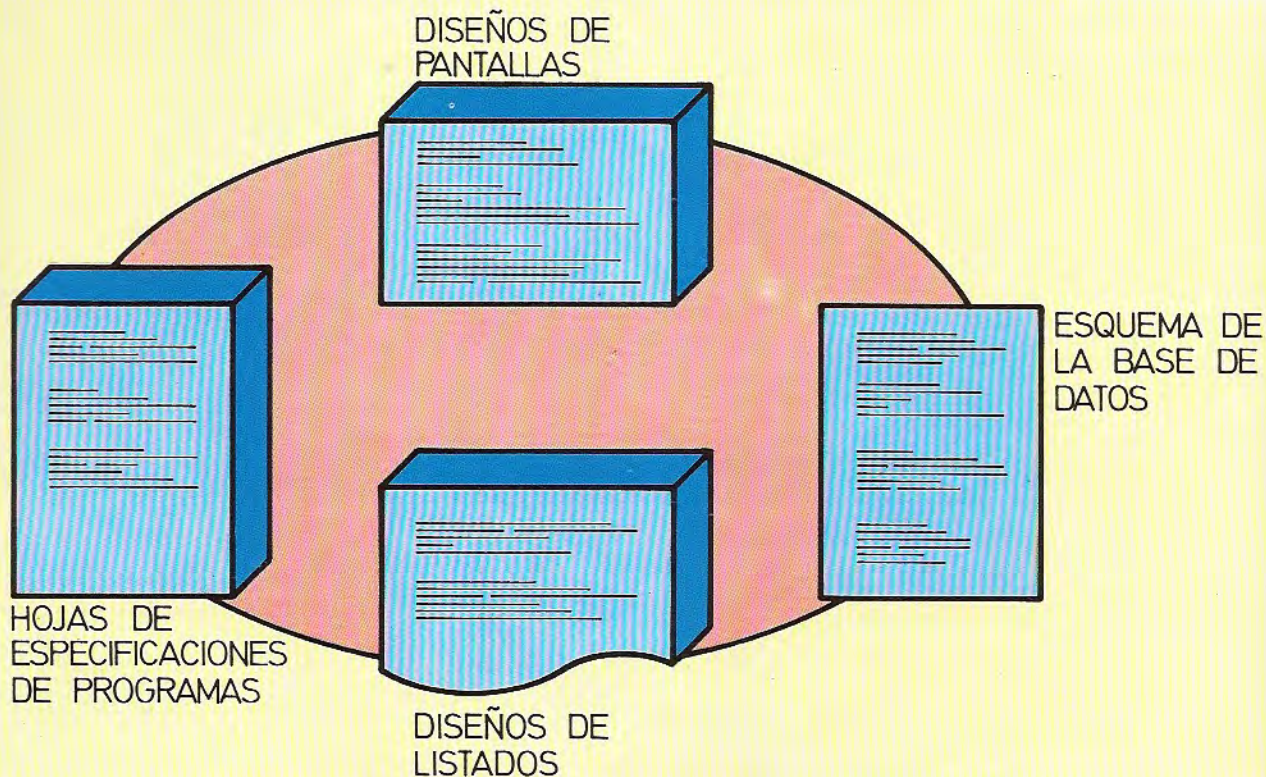 DISEÑOS DE
PANTALLAS
ESQUEMA DE
LA BASE DE
DATOS
HOJAS DE
ESPECIFICACIONES
DE PROGRAMAS
DISEÑOS DE
LISTADOS